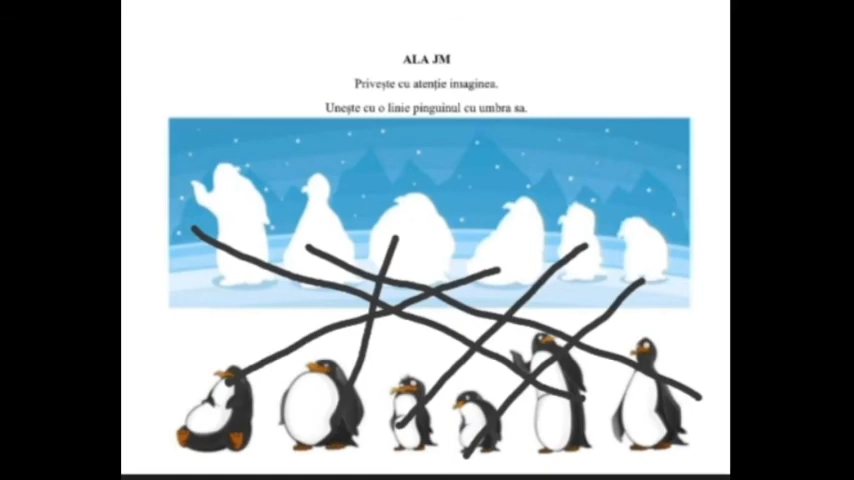 ALA JM
Privește cu atenție imaginea.
Unește cu o linie pinguinul cu umbra sa.